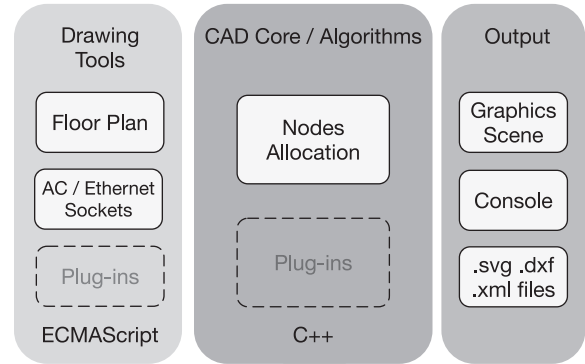 Drawing
Tools
Floor Plan
AC / Ethernet
Sockets
Plug-ins
ECMAScript
CAD Core / Algorithms
Nodes
Allocation
Plug-ins
C++
Output
Graphics
Scene
Console
.svg .dxf
.xml files